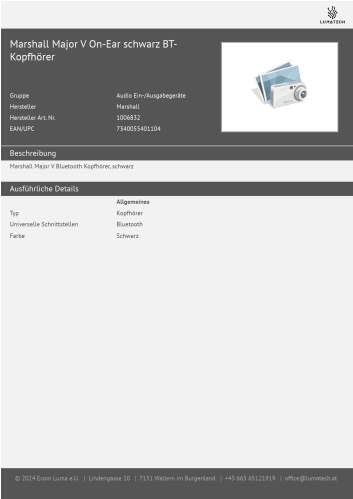 LUMATECH
Marshall Major V On-Ear schwarz BT-
Kopfhörer
Gruppe Audio Ein-/Ausgabegeräte
Hersteller Marshall
Hersteller Art. Nr. 1006832
EAN/UPC 7340055401104
Beschreibung
Marshall Major V Bluetooth Kopfhörer, schwarz
Ausführliche Details
Allgemeines
Typ Kopfhörer
Universelle Schnittstellen Bluetooth
Farbe Schwarz
© 2024 Ecom Luma e.U. | Lindengasse 10 | 7151 Wallern im Burgenland | +43 665 65121919 | office@lumatech.at